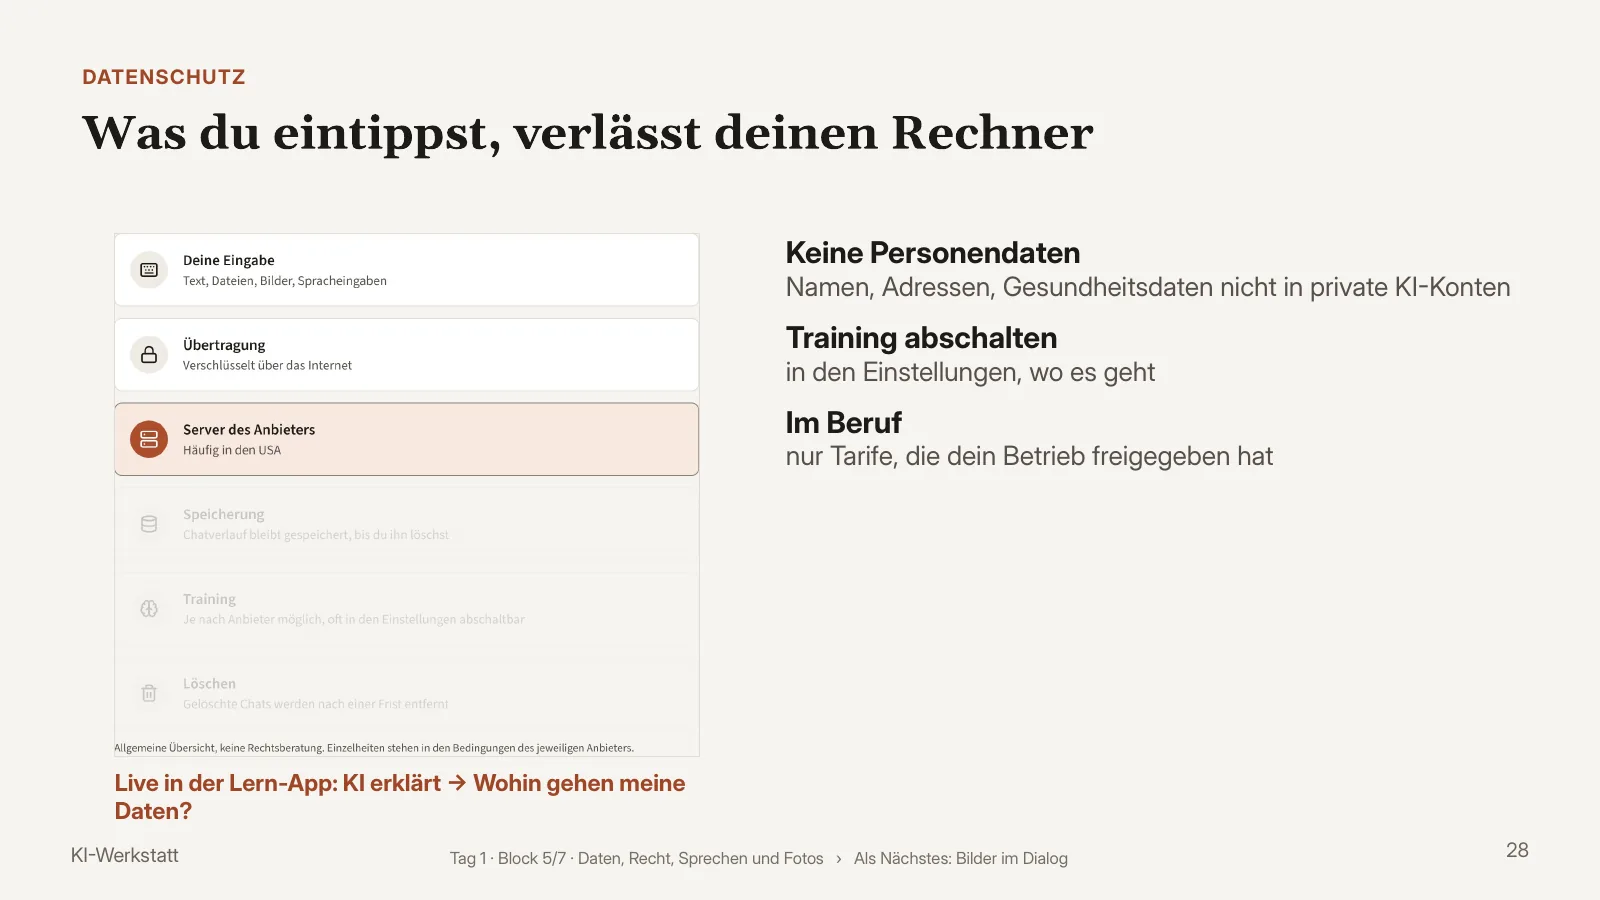 DATENSCHUTZ
Was du eintippst, verlässt deinen Rechner
Deine Eingabe
Text, Dateien, Bilder, Spracheingaben
Übertragung
Verschlüsselt über das Internet
Server des Anbieters
Häufig in den USA
Speicherung
Chatverlauf bleibt gespeichert, bis du ihn löschst
Training
Je nach Anbieter möglich, oft in den Einstellungen abschaltbar
Löschen
Gelöschte Chats werden nach einer Frist entfernt
Allgemeine Übersicht, keine Rechtsberatung. Einzelheiten stehen in den Bedingungen des jeweiligen Anbieters.
Live in der Lern-App: KI erklärt → Wohin gehen meine
Daten?
Keine Personendaten
Namen, Adressen, Gesundheitsdaten nicht in private KI-Konten
Training abschalten
in den Einstellungen, wo es geht
Im Beruf
nur Tarife, die dein Betrieb freigegeben hat
KI-Werkstatt
Tag 1 · Block 5/7 · Daten, Recht, Sprechen und Fotos › Als Nächstes: Bilder im Dialog
28